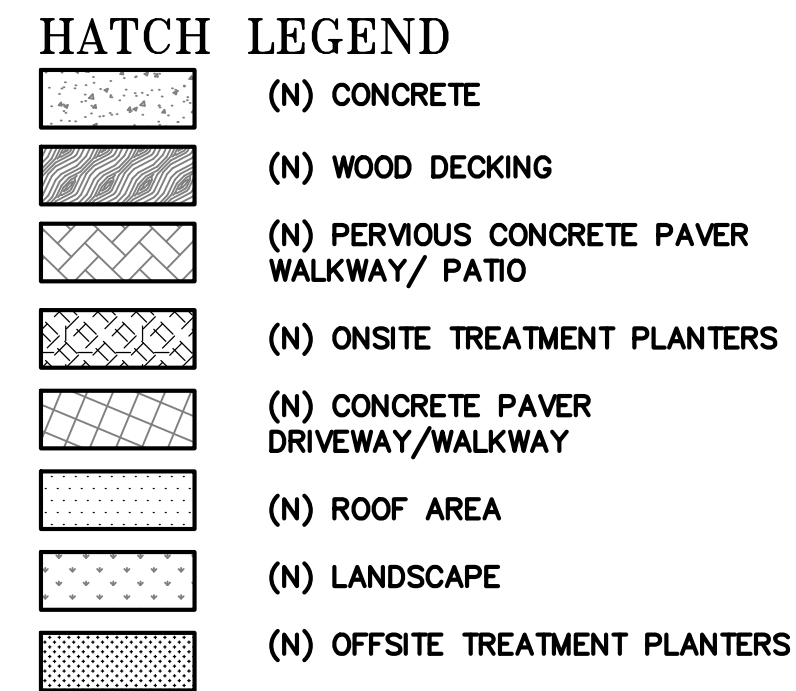 HATCH LEGEND
(N) CONCRETE
(N) WOOD DECKING
(N) PERVIOUS CONCRETE PAVER
WALKWAY/ PATIO
(N) ONSITE TREATMENT PLANTERS
(N) CONCRETE PAVER
DRIVEWAY/WALKWAY
(N) ROOF AREA
(N) LANDSCAPE
(N) OFFSITE TREATMENT PLANTERS